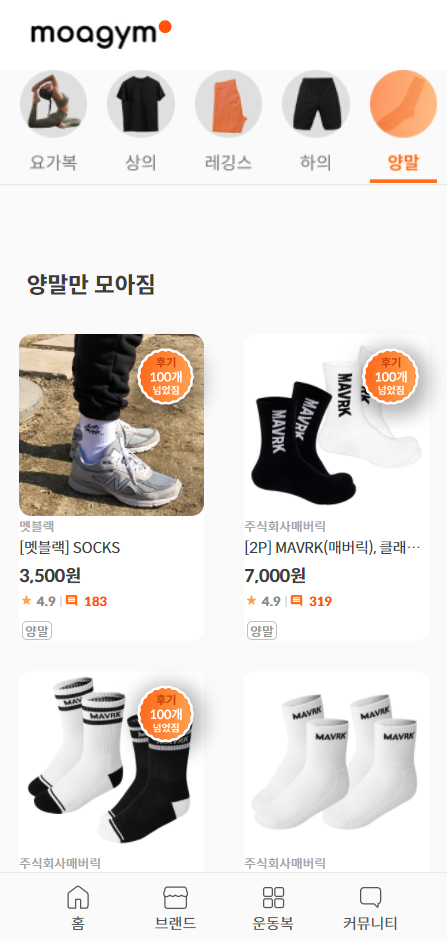 moagym
요가복
상의
레깅스
하의
양말
양말만 모아짐
후기
100개
넘었짐
MAVRK
MAVRK
MAVRK
후기
100개
넘었짐
멧블랙
[멧블랙] SOCKS
3,500원
4.9
183
양말
주식회사매버릭
[2P] MAVRK(매버릭), 클래…
7,000원
4.9
319
양말
MAVRK
MAVRK
후기
100개
넘었짐
MAVRK
MAVRK
MAVRK
MAVRK
MAVRK
주식회사매버릭
주식회사매버릭
홈
브랜드
운동복
커뮤니티